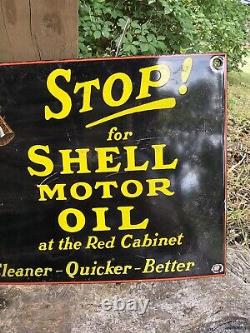 STOP!
for
SHELL
MOTOR
OIL
at the Red Cabinet
Cleaner - Quicker - Better